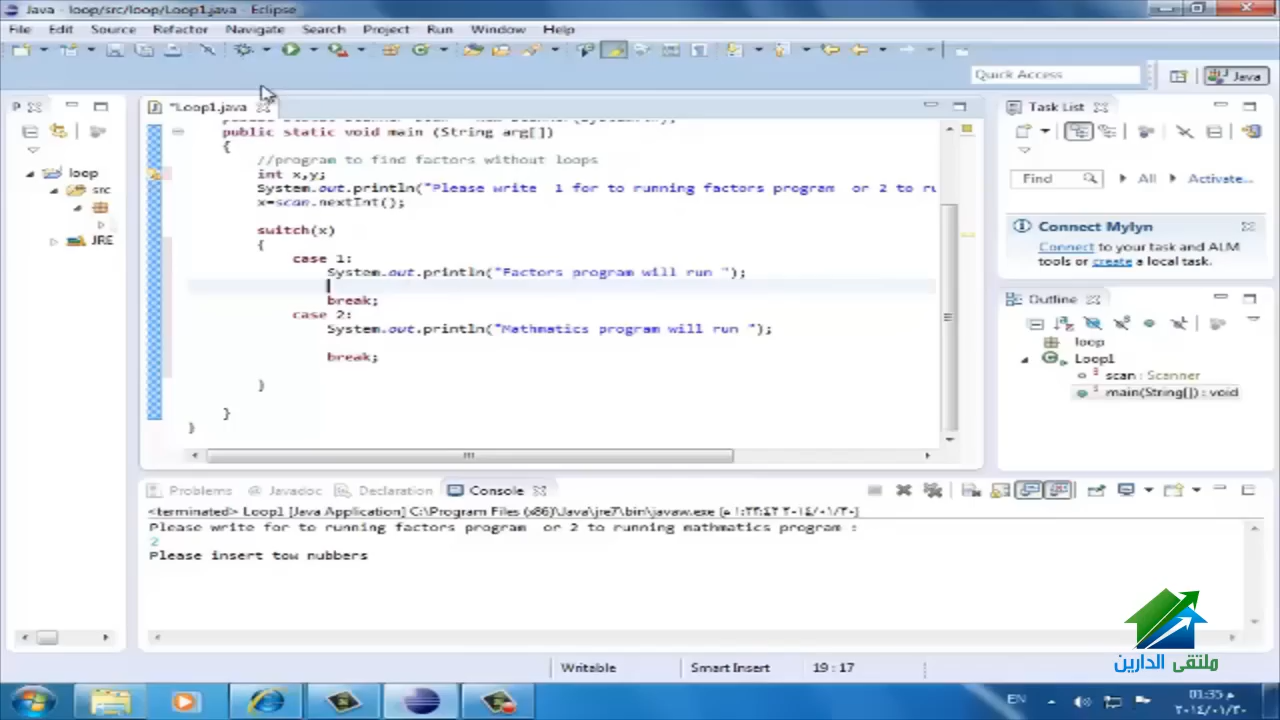 Java - loop/src/loop/Loop1.java - Eclipse
File Edit Source Refactor Navigate Search Project Run Window Help
Quick Access
Java
P
*Loop1.java
Task List
public static void main (String arg[])
{
//program to find factors without loops
int x,y;
System.out.println("Please write  1 for to running factors program  or 2 to ru
x=scan.nextInt();
switch(x)
{
case 1:
System.out.println("Factors program will run ");
break;
case 2:
System.out.println("Mathmatics program will run ");
break;
}
}
}
loop
src
JRE
Find All Activate...
Connect Mylyn
Connect to your task and ALM
tools or create a local task.
Outline
loop
Loop1
scan : Scanner
main(String[]) : void
Problems @ Javadoc Declaration Console
<terminated> Loop1 [Java Application] C:\Program Files (x86)\Java\jre7\bin\javaw.exe
Please write for to running factors program  or 2 to running mathmatics program :
2
Please insert tow nubbers
ملتقى الدارين
Writable Smart Insert 19 : 17
EN
01:35 م
٢٠١٤/٠١/٣٠